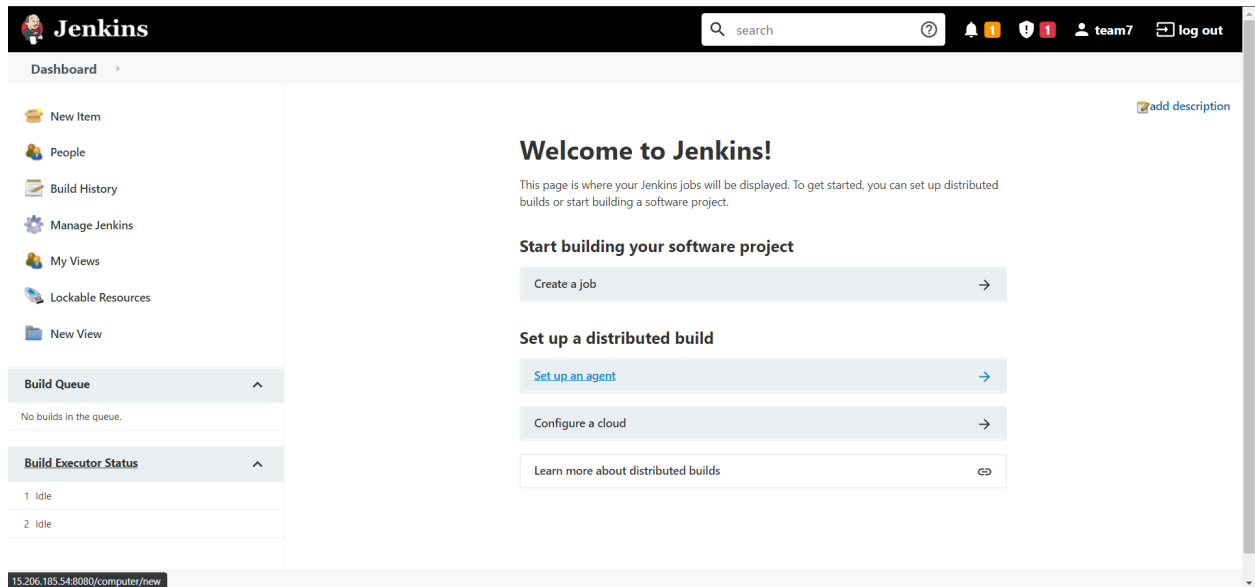 Jenkins
search
1
1
team7
log out
Dashboard
add description
New Item
People
Build History
Manage Jenkins
My Views
Lockable Resources
New View
Build Queue
No builds in the queue.
Build Executor Status
1 Idle
2 Idle
Welcome to Jenkins!
This page is where your Jenkins jobs will be displayed. To get started, you can set up distributed
builds or start building a software project.
Start building your software project
Create a job
Set up a distributed build
Set up an agent
Configure a cloud
Learn more about distributed builds
15.206.185.54:8080/computer/new